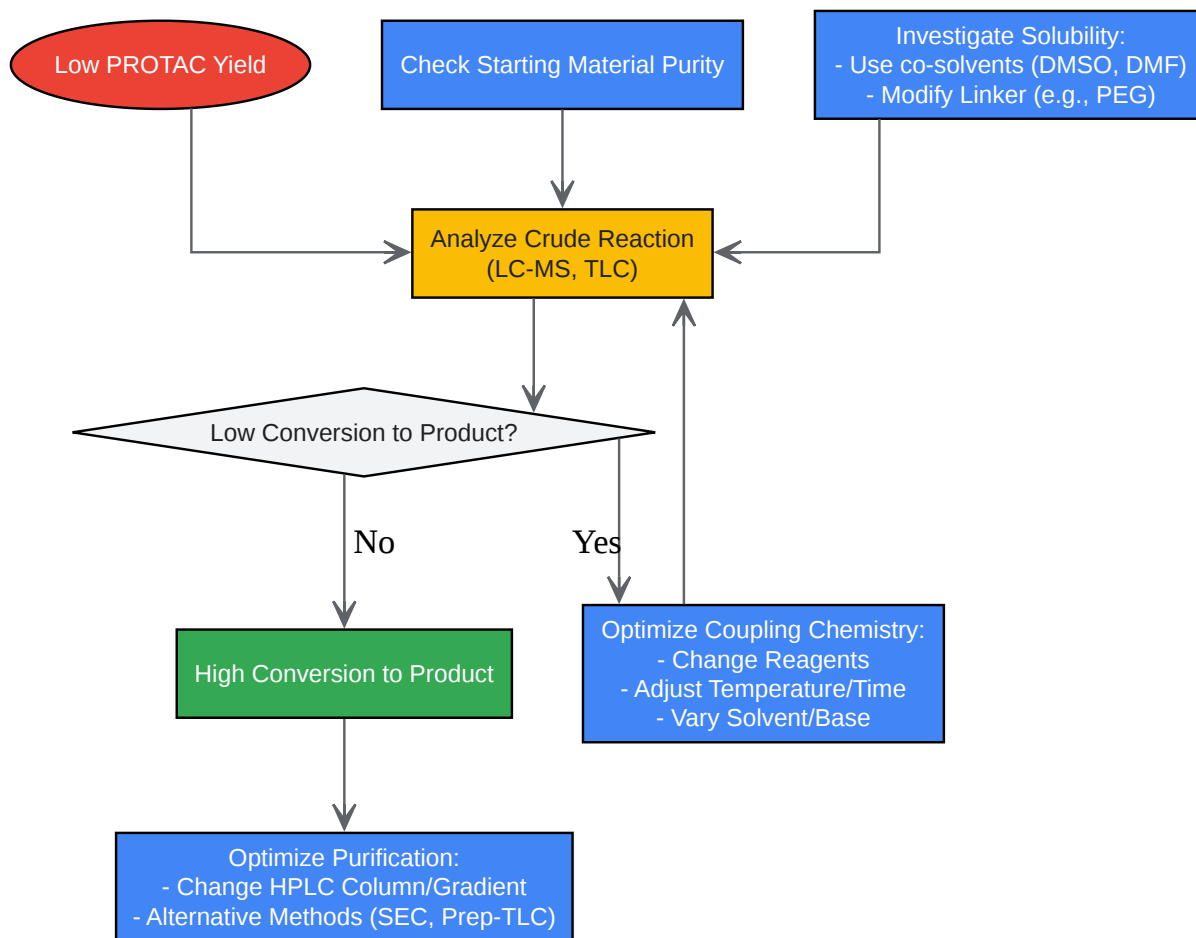 Low PROTAC Yield
Check Starting Material Purity
Investigate Solubility:
- Use co-solvents (DMSO, DMF)
- Modify Linker (e.g., PEG)
Analyze Crude Reaction
(LC-MS, TLC)
Low Conversion to Product?
No
Yes
High Conversion to Product
Optimize Coupling Chemistry:
- Change Reagents
- Adjust Temperature/Time
- Vary Solvent/Base
Optimize Purification:
- Change HPLC Column/Gradient
- Alternative Methods (SEC, Prep-TLC)